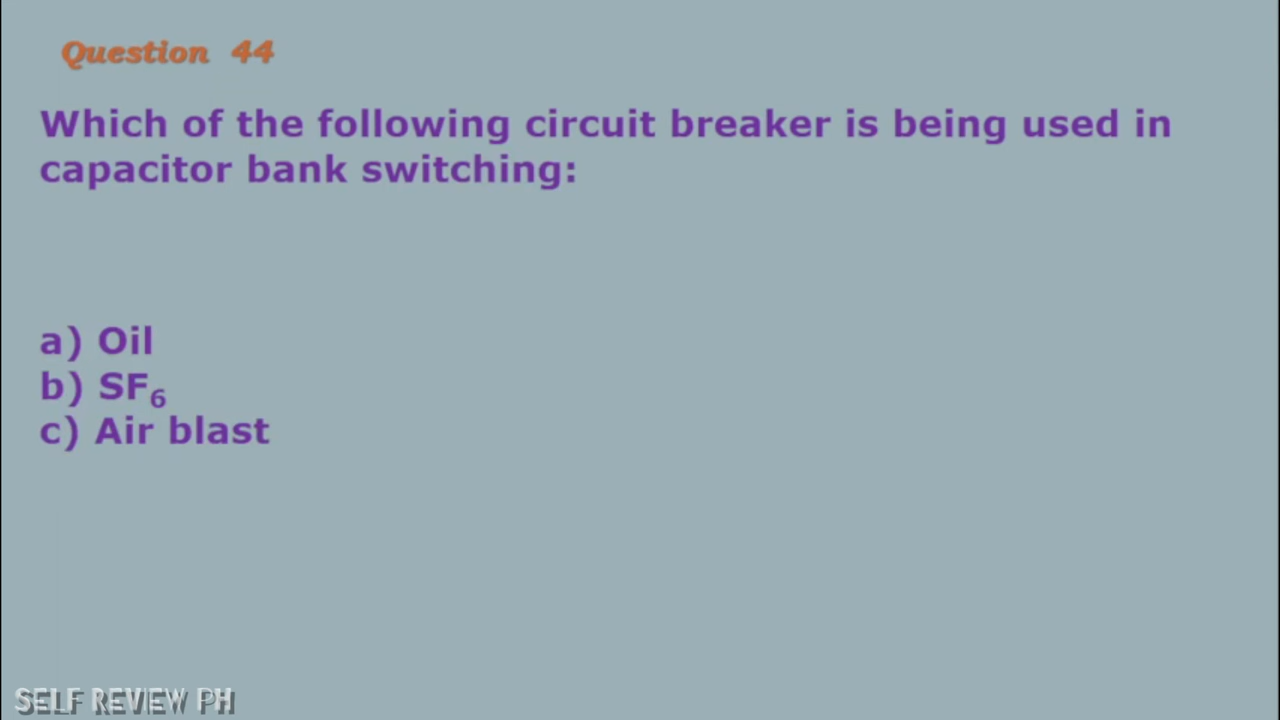 Question 44
Which of the following circuit breaker is being used in
capacitor bank switching:
a) Oil
b) SF₆
c) Air blast
SELF REVIEW PH